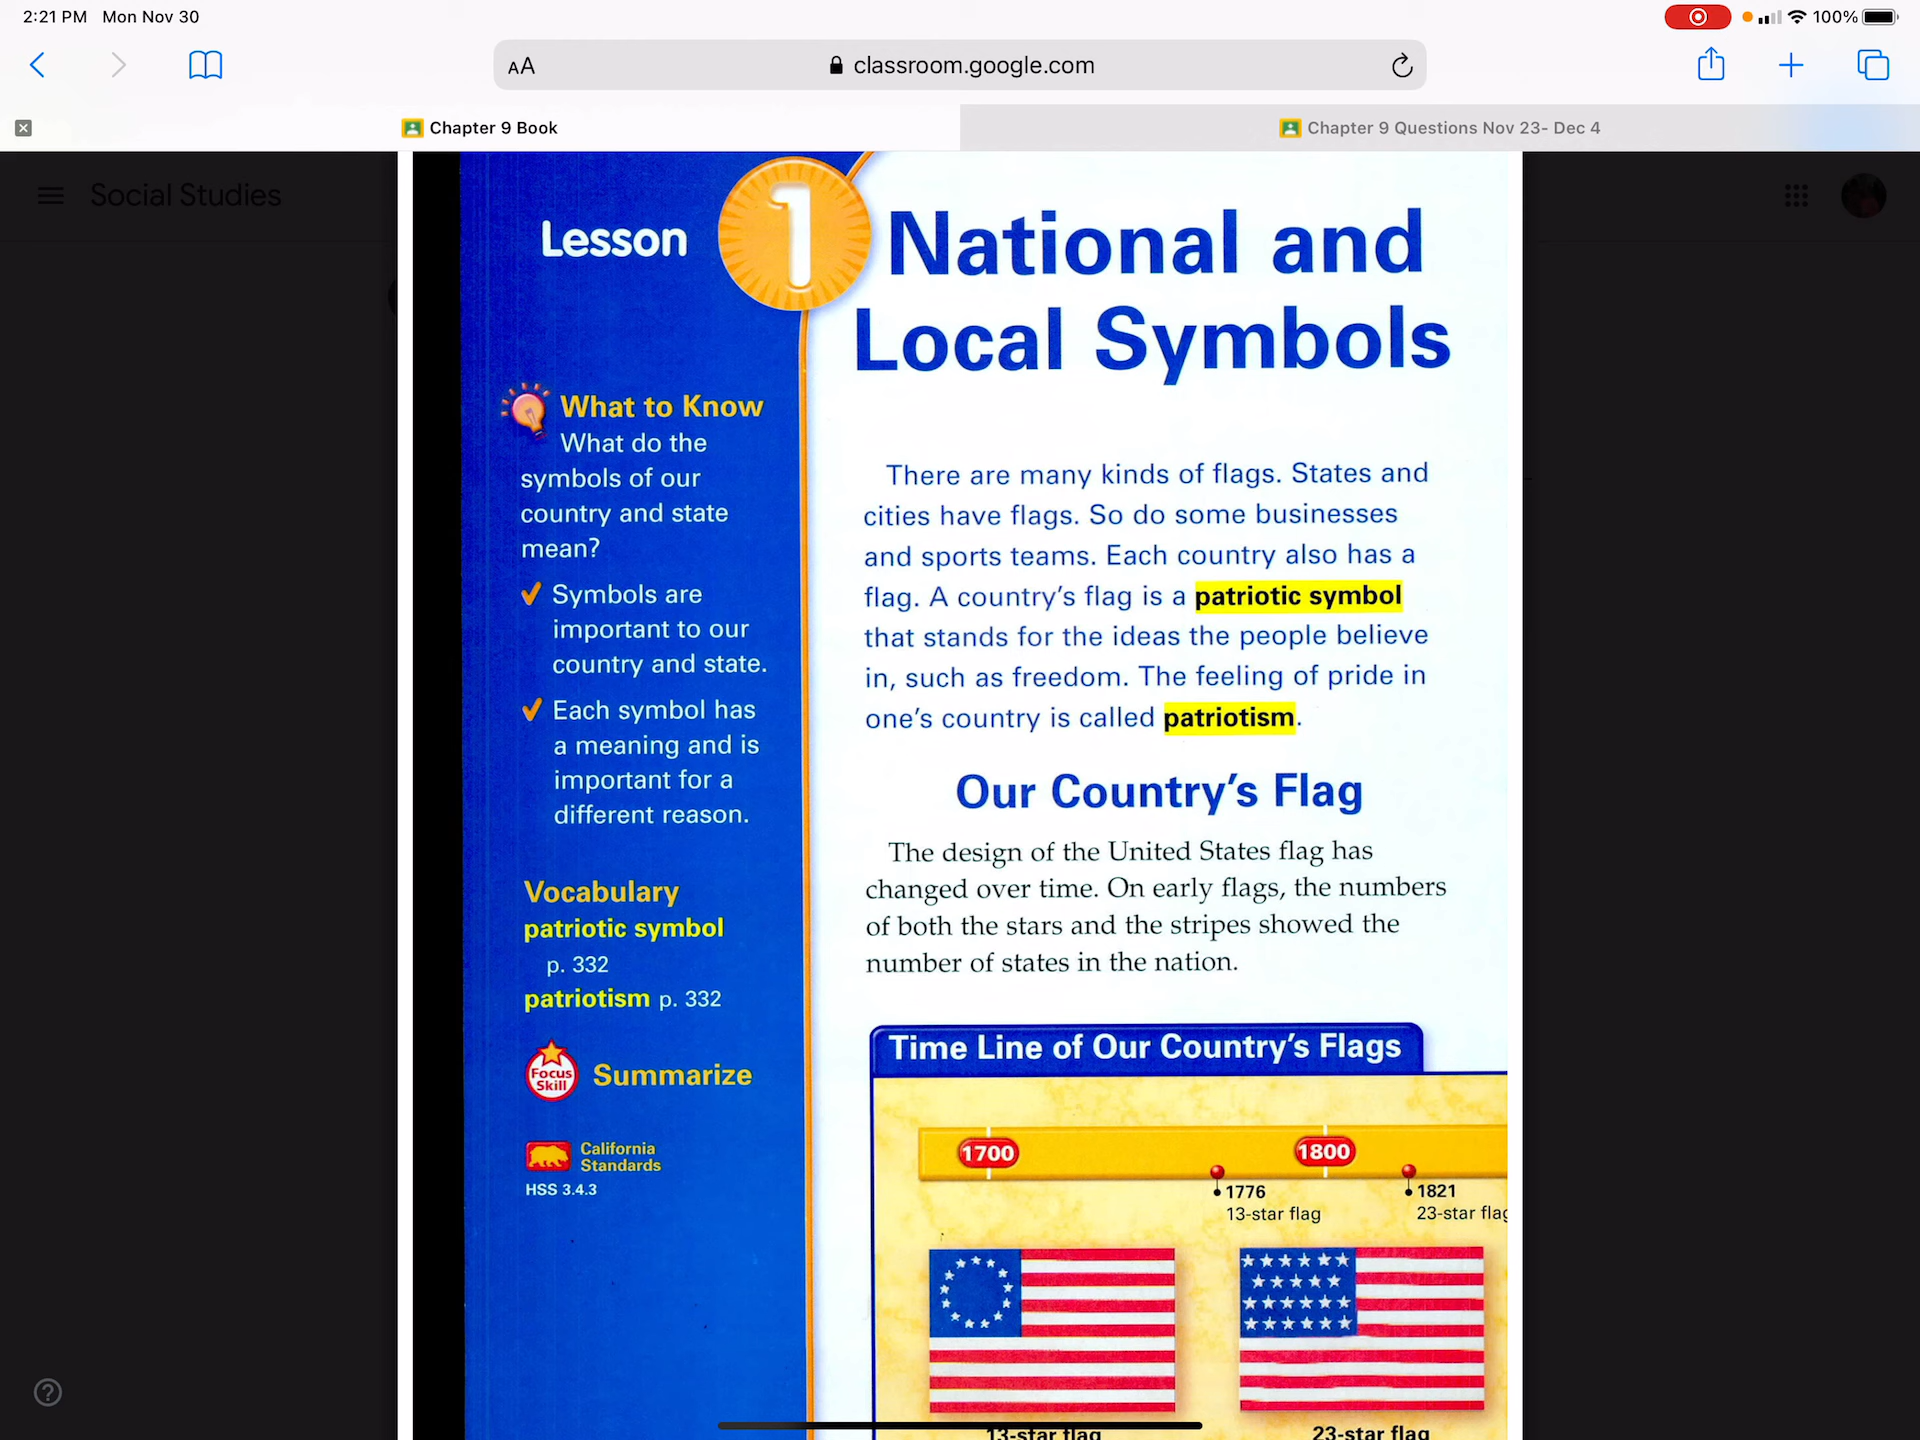 2:21 PM Mon Nov 30
100%
AA
classroom.google.com
Chapter 9 Book
Chapter 9 Questions Nov 23- Dec 4
Social Studies
Lesson
1
National and
Local Symbols
What to Know
What do the
symbols of our
country and state
mean?
Symbols are
important to our
country and state.
Each symbol has
a meaning and is
important for a
different reason.
Vocabulary
patriotic symbol
p. 332
patriotism p. 332
Focus
Skill
Summarize
California
Standards
HSS 3.4.3
There are many kinds of flags. States and
cities have flags. So do some businesses
and sports teams. Each country also has a
flag. A country's flag is a patriotic symbol
that stands for the ideas the people believe
in, such as freedom. The feeling of pride in
one's country is called patriotism.
Our Country's Flag
The design of the United States flag has
changed over time. On early flags, the numbers
of both the stars and the stripes showed the
number of states in the nation.
Time Line of Our Country's Flags
1700
1800
1776
13-star flag
1821
23-star flag
13-star flag
23-star flag